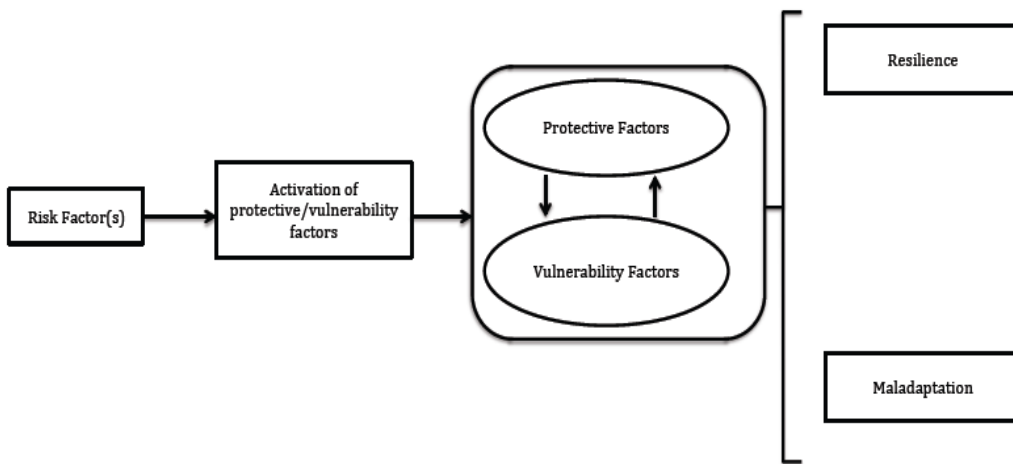 Risk Factor(s)
Activation of
protective/vulnerability
factors
Protective Factors
Vulnerability Factors
Resilience
Maladaptation